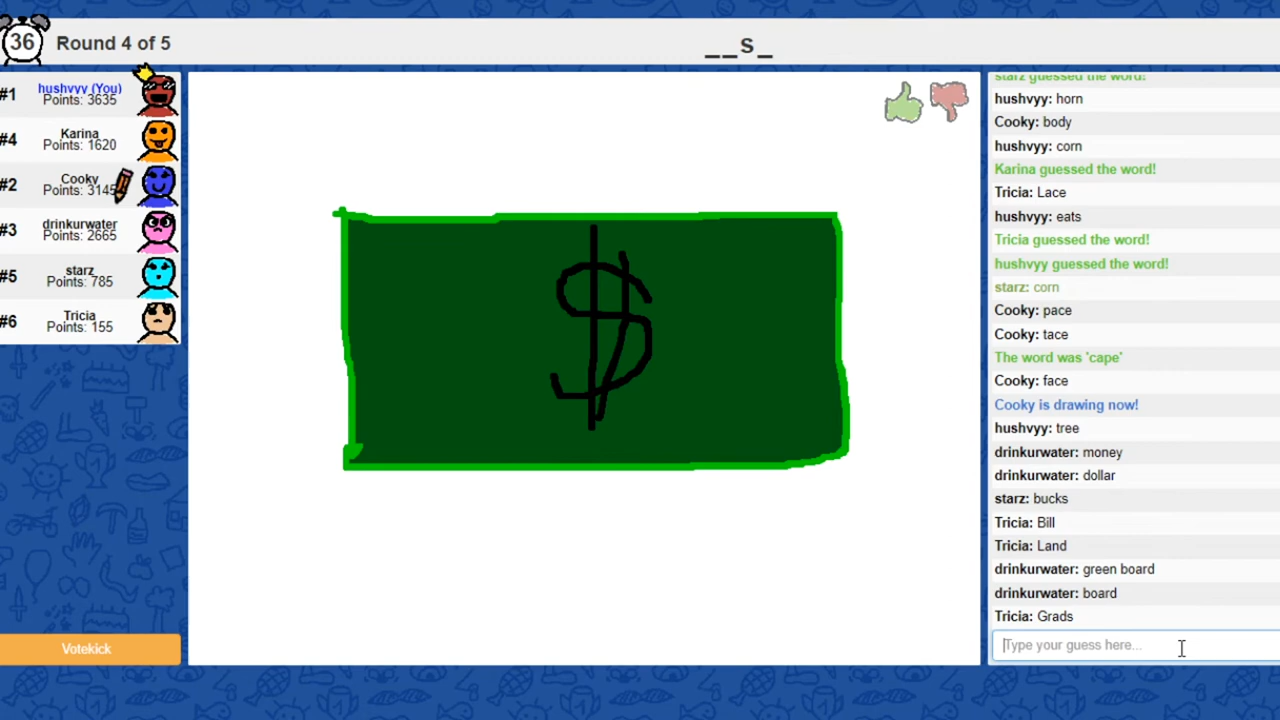 36
Round 4 of 5
__s_
#1
hushvyy (You)
Points: 3635
#4
Karina
Points: 1620
#2
Cooky
Points: 3145
#3
drinkurwater
Points: 2665
#5
starz
Points: 785
#6
Tricia
Points: 155
Votekick
$
starz guessed the word!
hushvyy: horn
Cooky: body
hushvyy: corn
Karina guessed the word!
Tricia: Lace
hushvyy: eats
Tricia guessed the word!
hushvyy guessed the word!
starz: corn
Cooky: pace
Cooky: tace
The word was 'cape'
Cooky: face
Cooky is drawing now!
hushvyy: tree
drinkurwater: money
drinkurwater: dollar
starz: bucks
Tricia: Bill
Tricia: Land
drinkurwater: green board
drinkurwater: board
Tricia: Grads
Type your guess here...